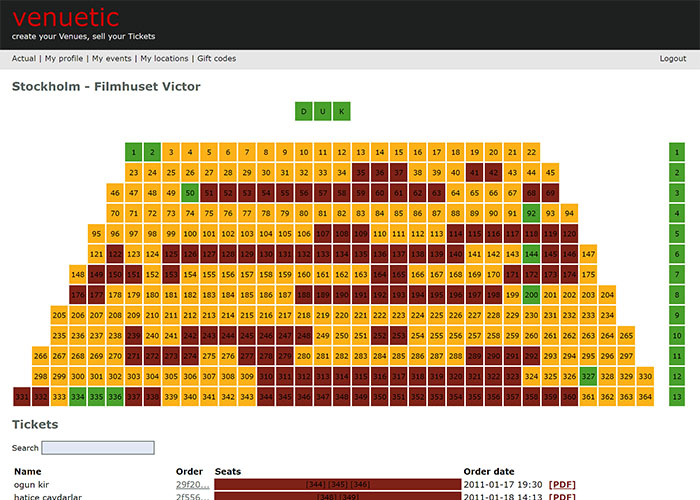 venuetic
create your Venues, sell your Tickets
Actual | My profile | My events | My locations | Gift codes Logout
Stockholm - Filmhuset Victor
D U K
1 2 3 4 5 6 7 8 9 10 11 12 13 14 15 16 17 18 19 20 21 22 1
23 24 25 26 27 28 29 30 31 32 33 34 35 36 37 38 39 40 41 42 43 44 45 2
46 47 48 49 50 51 52 53 54 55 56 57 58 59 60 61 62 63 64 65 66 67 68 69 3
70 71 72 73 74 75 76 77 78 79 80 81 82 83 84 85 86 87 88 89 90 91 92 93 94 4
95 96 97 98 99 100 101 102 103 104 105 106 107 108 109 110 111 112 113 114 115 116 117 118 119 120 5
121 122 123 124 125 126 127 128 129 130 131 132 133 134 135 136 137 138 139 140 141 142 143 144 145 146 147 6
148 149 150 151 152 153 154 155 156 157 158 159 160 161 162 163 164 165 166 167 168 169 170 171 172 173 174 175 7
176 177 178 179 180 181 182 183 184 185 186 187 188 189 190 191 192 193 194 195 196 197 198 199 200 201 202 203 204 8
205 206 207 208 209 210 211 212 213 214 215 216 217 218 219 220 221 222 223 224 225 226 227 228 229 230 231 232 233 234 9
235 236 237 238 239 240 241 242 243 244 245 246 247 248 249 250 251 252 253 254 255 256 257 258 259 260 261 262 263 264 265 10
266 267 268 269 270 271 272 273 274 275 276 277 278 279 280 281 282 283 284 285 286 287 288 289 290 291 292 293 294 295 296 297 11
298 299 300 301 302 303 304 305 306 307 308 309 310 311 312 313 314 315 316 317 318 319 320 321 322 323 324 325 326 327 328 329 330 12
331 332 333 334 335 336 337 338 339 340 341 342 343 344 345 346 347 348 349 350 351 352 353 354 355 356 357 358 359 360 361 362 363 364 13
Tickets
Search
Name Order Seats Order date
ogun kir 29f20... [344] [345] [346] 2011-01-17 19:30 [PDF]
hatice caydarlar 2f556... [348] [349] 2011-01-18 14:13 [PDF]